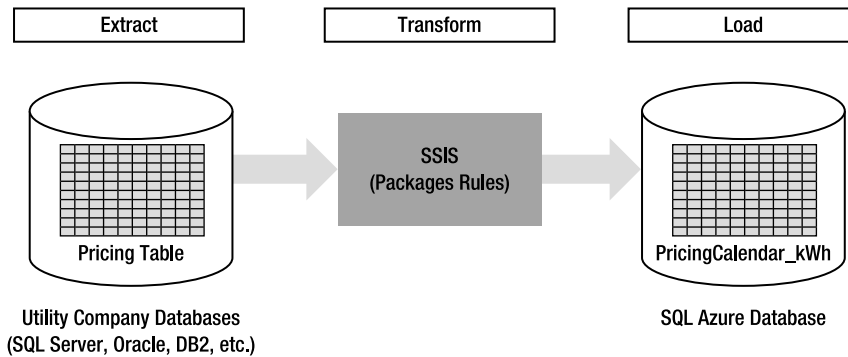 Extract
Transform
Load
SSIS
(Packages Rules)
Pricing Table
PricingCalendar_kWh
Utility Company Databases
(SQL Server, Oracle, DB2, etc.)
SQL Azure Database